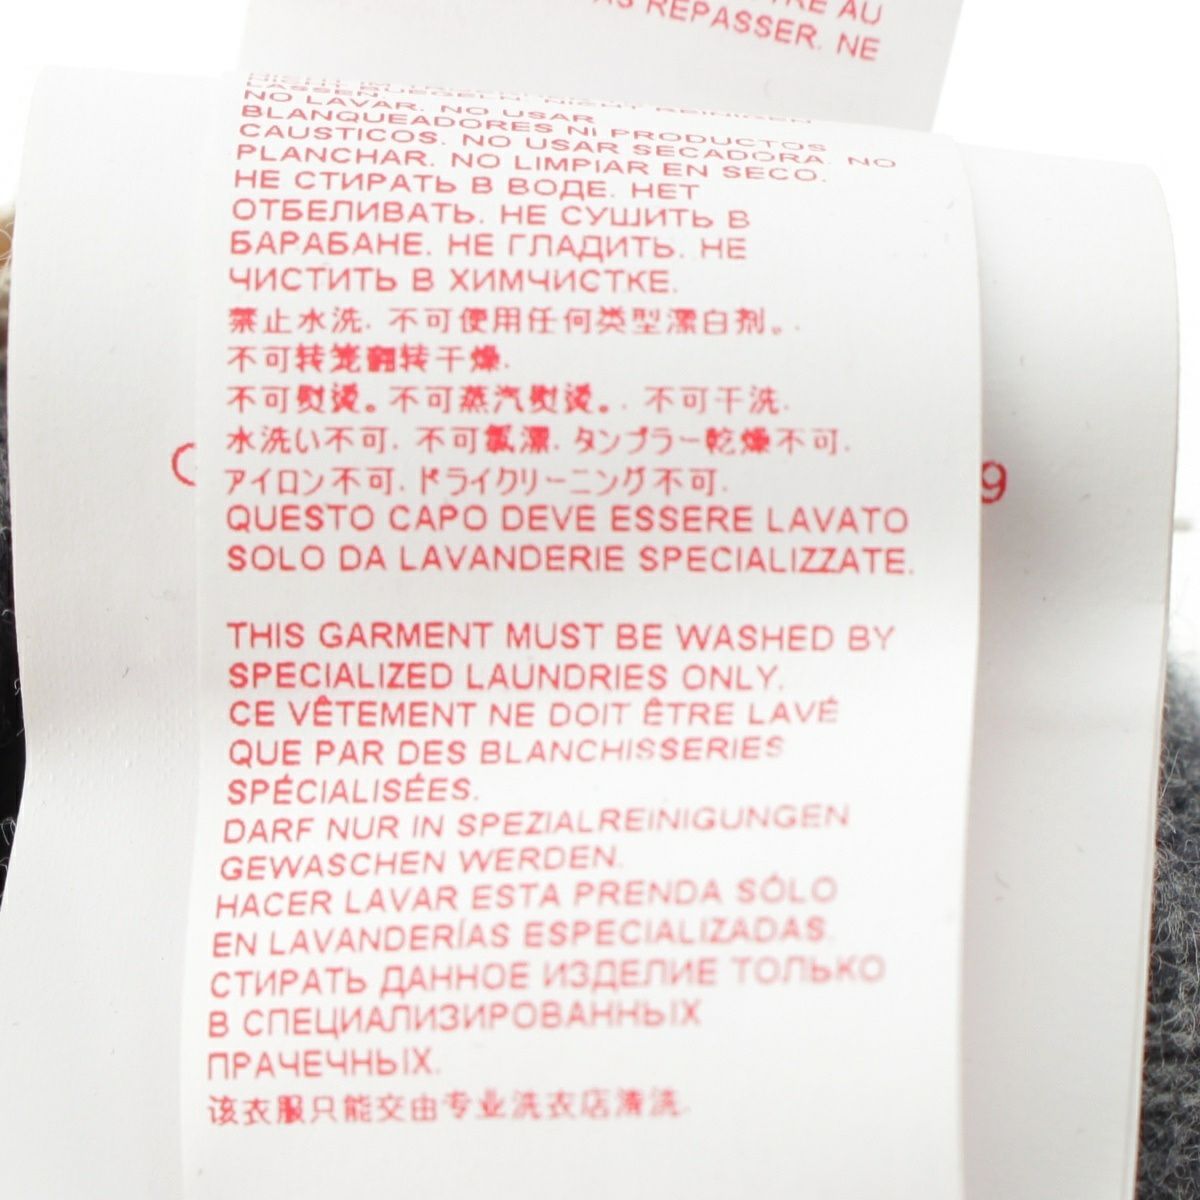 AU
REPASSER. NE
LASSEN.
NO LAVAR. NO USAR
BLANQUEADORES NI PRODUCTOS
CAUSTICOS. NO USAR SECADORA. NO
PLANCHAR. NO LIMPIAR EN SECO.
НЕ СТИРАТЬ В ВОДЕ. НЕТ
ОТБЕЛИВАТЬ. НЕ СУШИТЬ В
БАРАБАНЕ. НЕ ГЛАДИТЬ. НЕ
ЧИСТИТЬ В ХИМЧИСТКЕ.
禁止水洗. 不可使用任何类型漂白剂。.
不可转笼翻转干燥.
不可熨烫。不可蒸汽熨烫。. 不可干洗.
水洗い不可. 不可氯漂. タンブラー乾燥不可.
アイロン不可. ドライクリーニング不可.
9
QUESTO CAPO DEVE ESSERE LAVATO
SOLO DA LAVANDERIE SPECIALIZZATE.
THIS GARMENT MUST BE WASHED BY
SPECIALIZED LAUNDRIES ONLY.
CE VÊTEMENT NE DOIT ÊTRE LAVÉ
QUE PAR DES BLANCHISSERIES
SPÉCIALISÉES.
DARF NUR IN SPEZIALREINIGUNGEN
GEWASCHEN WERDEN.
HACER LAVAR ESTA PRENDA SÓLO
EN LAVANDERÍAS ESPECIALIZADAS.
СТИРАТЬ ДАННОЕ ИЗДЕЛИЕ ТОЛЬКО
В СПЕЦИАЛИЗИРОВАННЫХ
ПРАЧЕЧНЫХ.
该衣服只能交由专业洗衣店清洗.